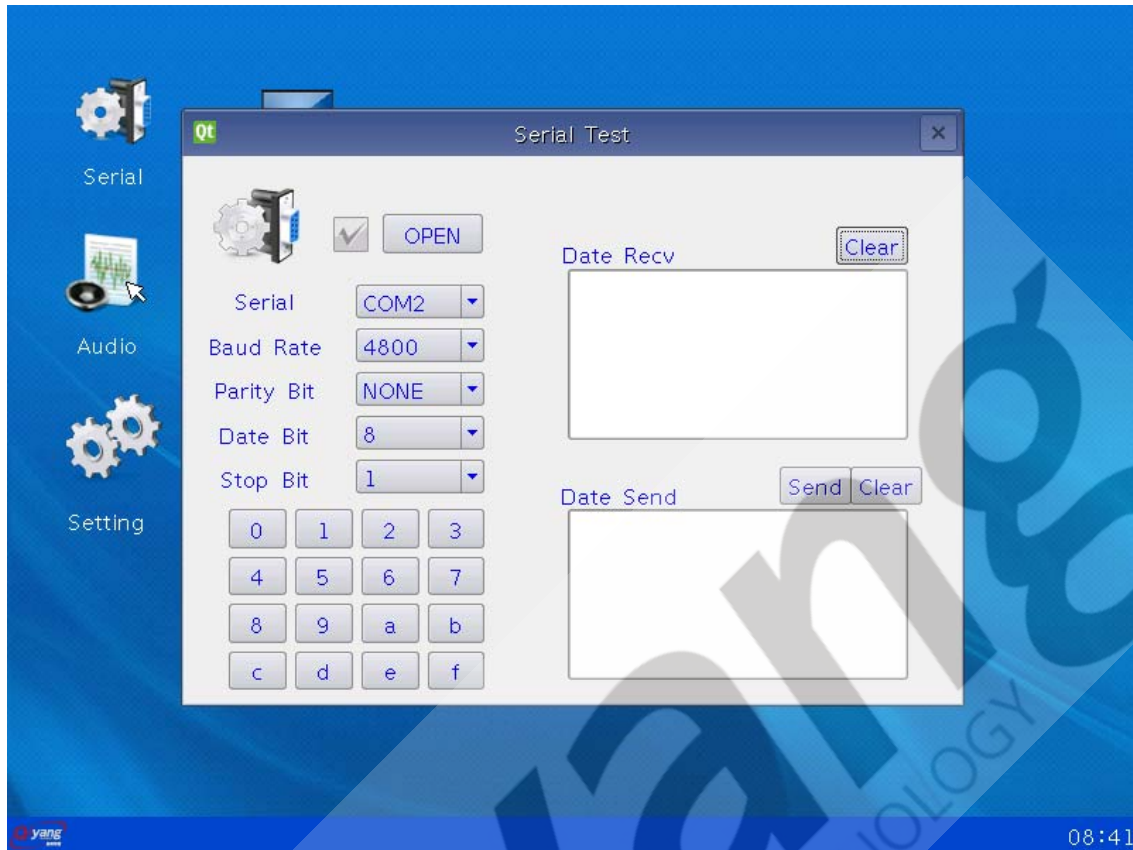 Serial
Audio
Setting
Qt
Serial Test
OPEN
Serial
COM2
Baud Rate
4800
Parity Bit
NONE
Date Bit
8
Stop Bit
1
0 1 2 3
4 5 6 7
8 9 a b
c d e f
Date Recv
Clear
Date Send
Send Clear
yang
08:41